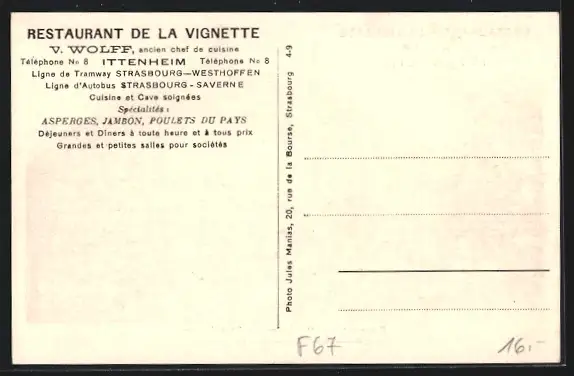 RESTAURANT DE LA VIGNETTE
V. WOLFF, ancien chef de cuisine
Téléphone No 8 ITTENHEIM Téléphone No 8
Ligne de Tramway STRASBOURG—WESTHOFFEN
Ligne d'Autobus STRASBOURG - SAVERNE
Cuisine et Cave soignées
Spécialités :
ASPERGES, JAMBON, POULETS DU PAYS
Déjeuners et Dîners à toute heure et à tous prix
Grandes et petites salles pour sociétés
Photo Jules Manias, 20, rue de la Bourse, Strasbourg 4-9
F67
16.-